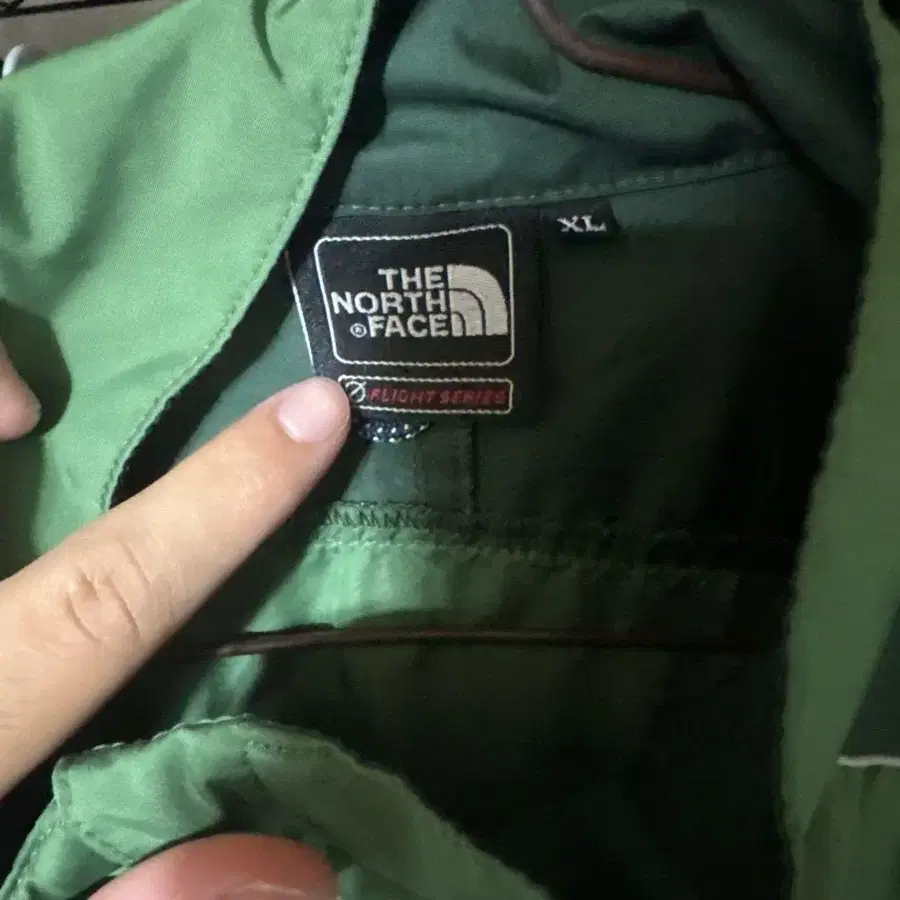 THE
NORTH
®FACE
FLIGHT SERIES
XL